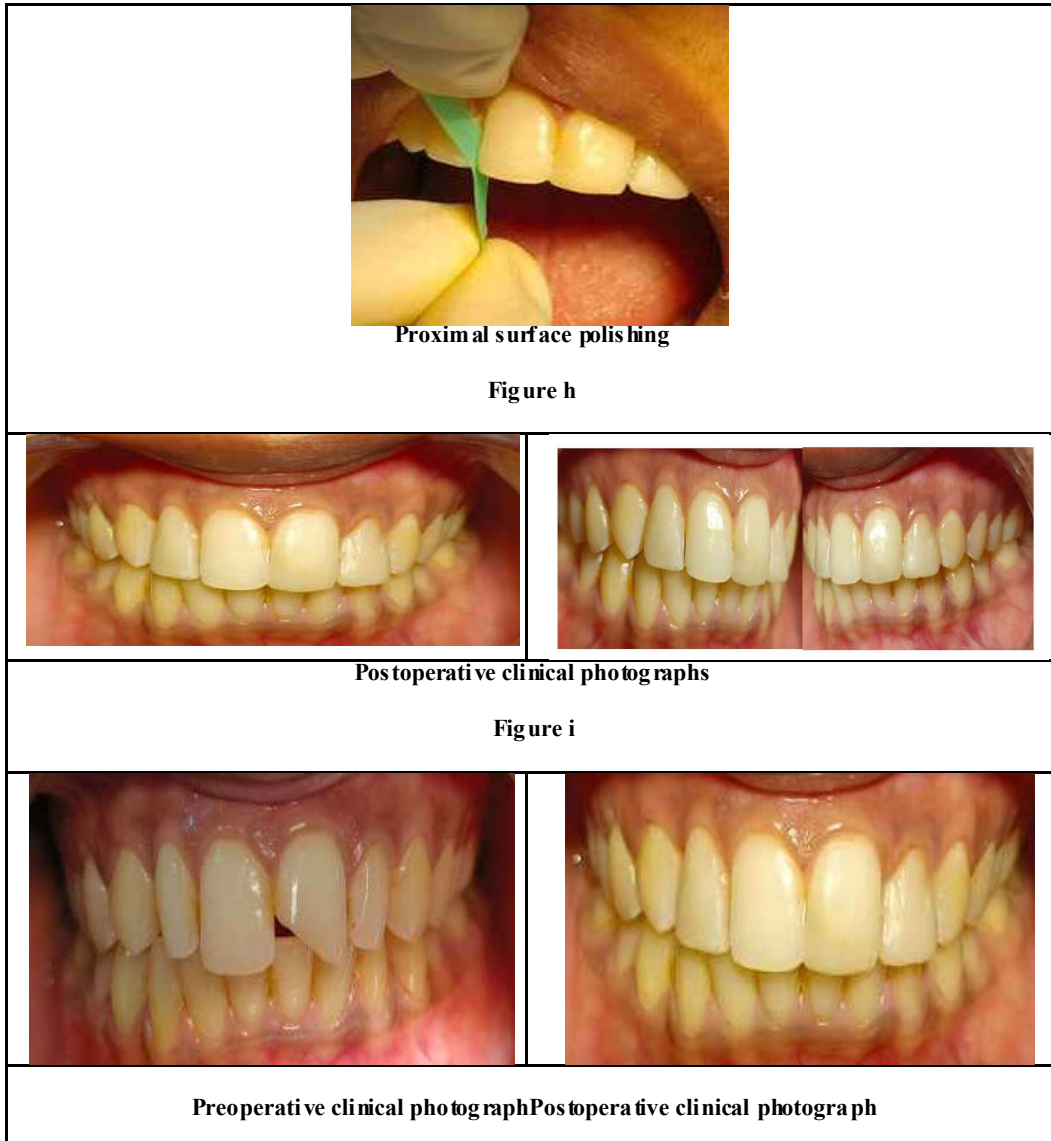 Proximal surface polishing
Figure h
Postoperative clinical photographs
Figure i
Preoperative clinical photographPostoperative clinical photograph